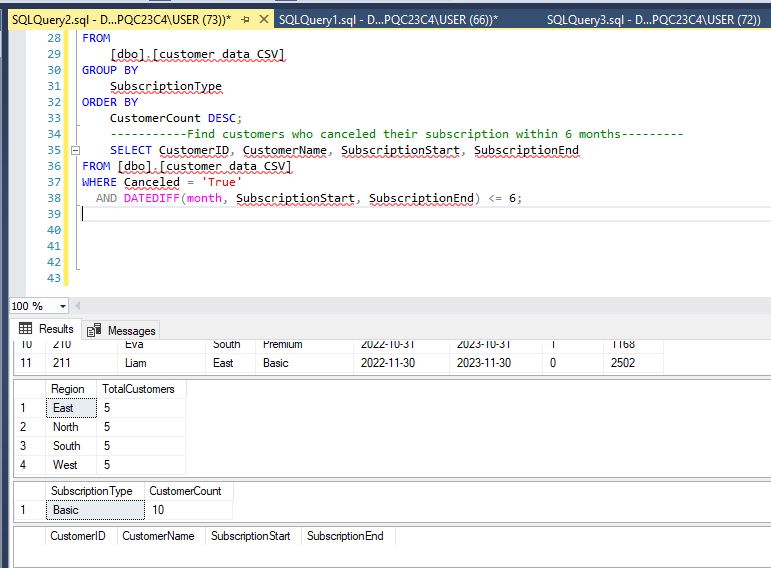 SQLQuery2.sql - D...PQC23C4\USER (73))* SQLQuery1.sql - D...PQC23C4\USER (66))* SQLQuery3.sql - D...PQC23C4\USER (72))
28 FROM
29 [dbo].[customer data CSV]
30 GROUP BY
31 SubscriptionType
32 ORDER BY
33 CustomerCount DESC;
34 -----------Find customers who canceled their subscription within 6 months---------
35 SELECT CustomerID, CustomerName, SubscriptionStart, SubscriptionEnd
36 FROM [dbo].[customer data CSV]
37 WHERE Canceled = 'True'
38 AND DATEDIFF(month, SubscriptionStart, SubscriptionEnd) <= 6;
39
40
41
42
43
100 %
Results Messages
10 210 Eva South Premium 2022-10-31 2023-10-31 1 1168
11 211 Liam East Basic 2022-11-30 2023-11-30 0 2502
Region TotalCustomers
1 East 5
2 North 5
3 South 5
4 West 5
SubscriptionType CustomerCount
1 Basic 10
CustomerID CustomerName SubscriptionStart SubscriptionEnd